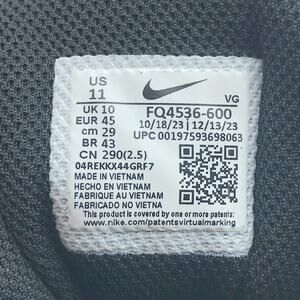 US
11
VG
UK 10
EUR 45
cm 29
BR 43
CN 290(2.5)
FQ4536-600
10/18/23 | 12/13/23
UPC 00197593698063
04REKKX44GRF7
MADE IN VIETNAM
HECHO EN VIETNAM
FABRIQUE AU VIETNAM
FABRICADO NO VIETNA
This product is covered by one or more patents:
www.nike.com/patentsvirtualmarking